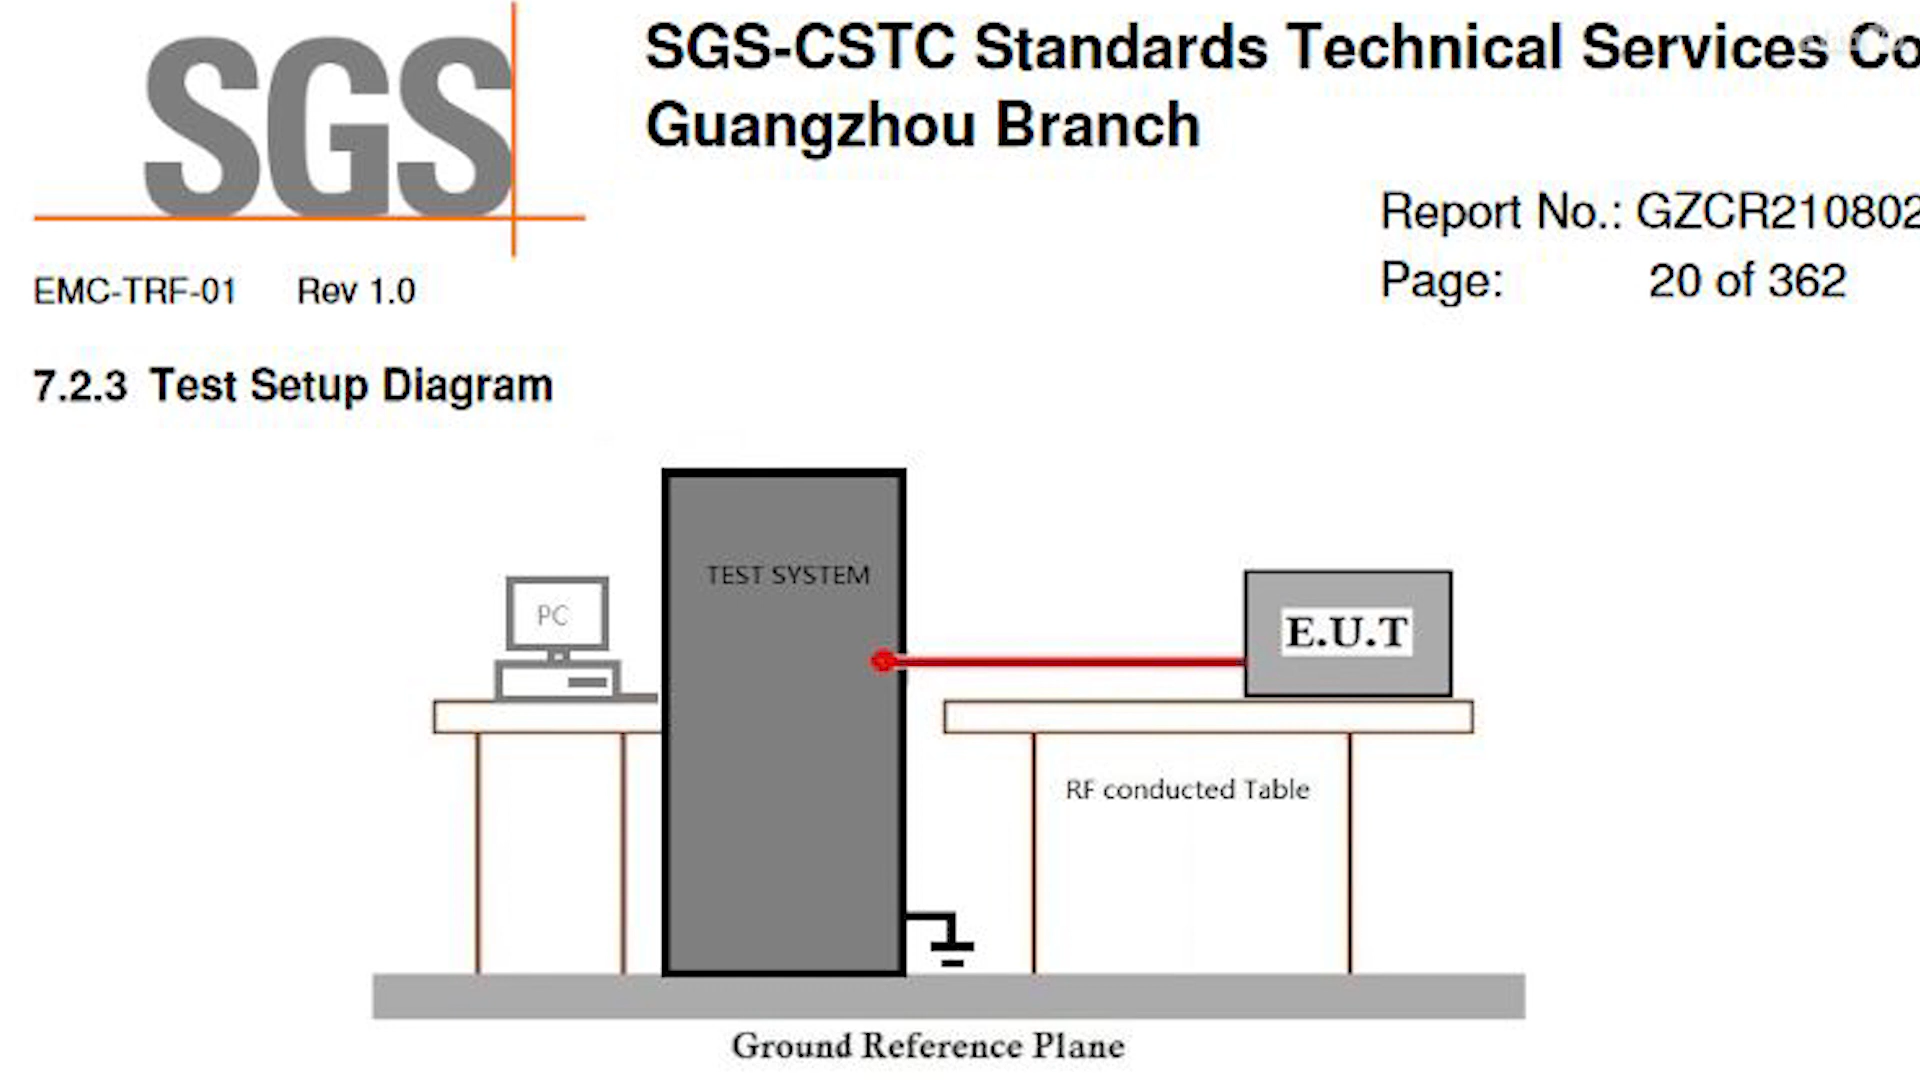 SGS
SGS-CSTC Standards Technical Services Co
Guangzhou Branch
Report No.: GZCR210802
Page: 20 of 362
EMC-TRF-01 Rev 1.0
7.2.3 Test Setup Diagram
TEST SYSTEM
PC
E.U.T
RF conducted Table
Ground Reference Plane